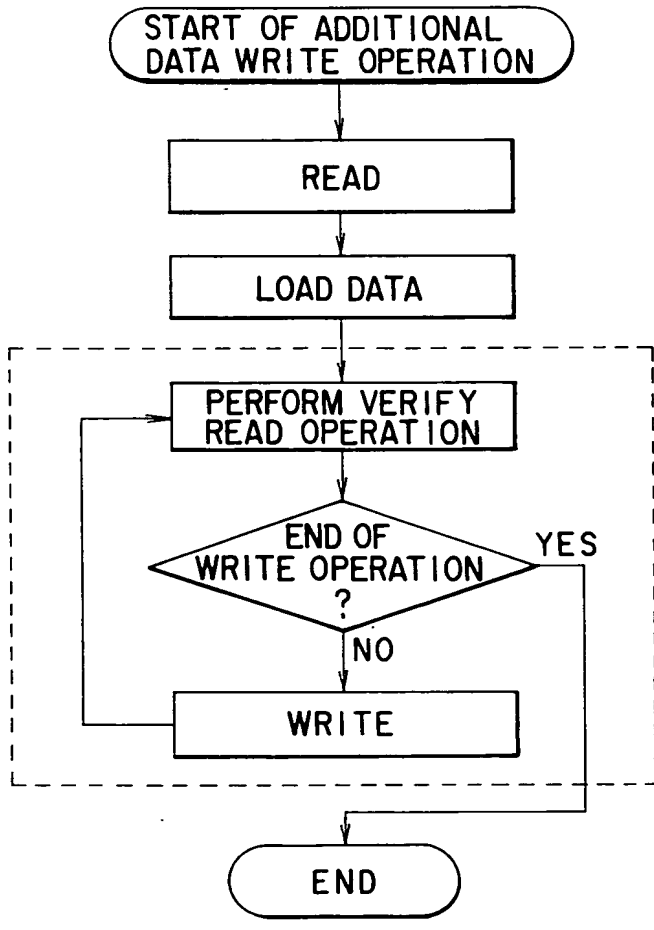 START OF ADDITIONAL
DATA WRITE OPERATION
READ
LOAD DATA
PERFORM VERIFY
READ OPERATION
END OF
WRITE OPERATION
?
YES
NO
WRITE
END